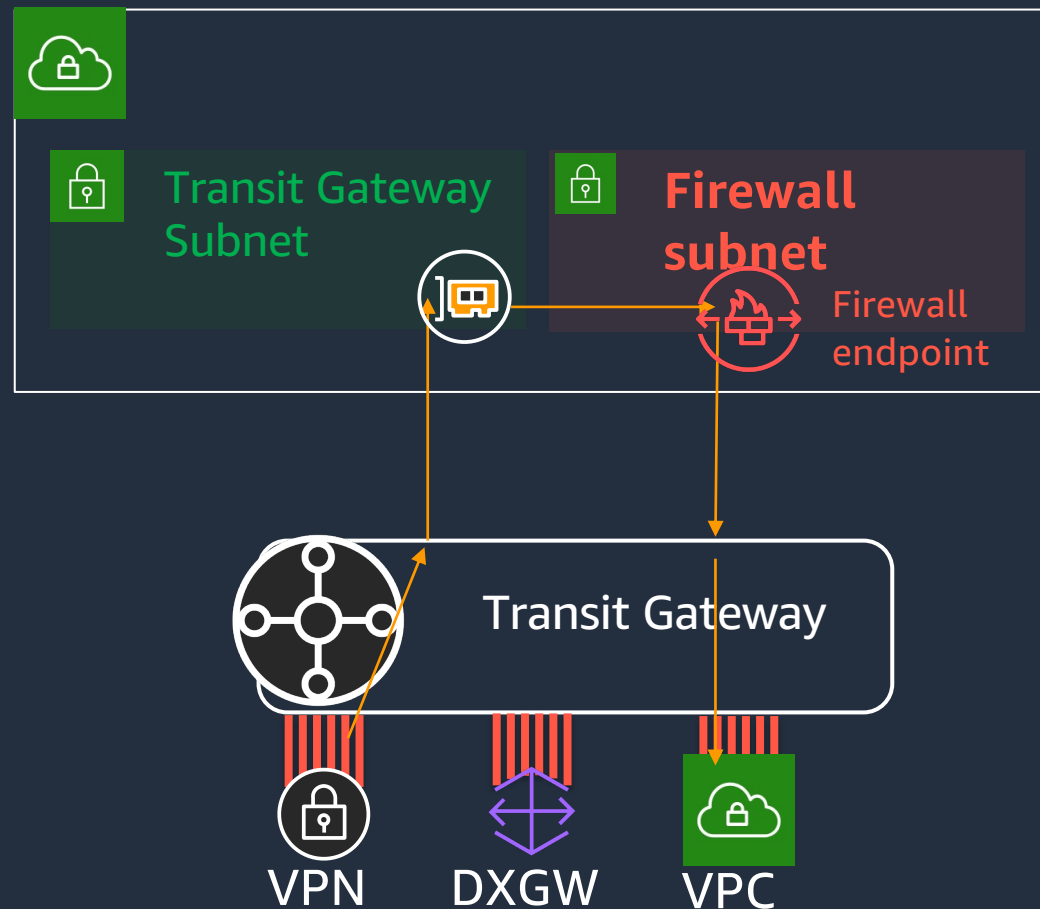 Transit Gateway
Subnet
Firewall
subnet
Firewall
endpoint
Transit Gateway
VPN
DXGW
VPC